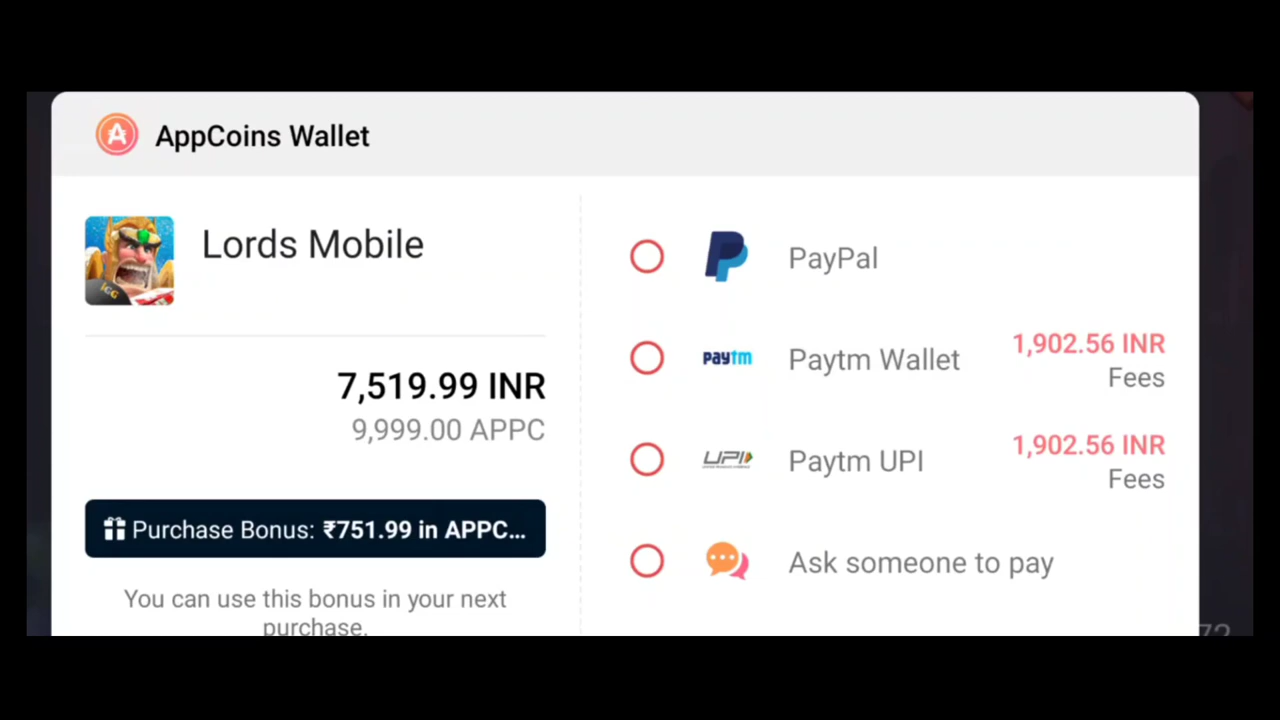 AppCoins Wallet
Lords Mobile
IGG
7,519.99 INR
9,999.00 APPC
Purchase Bonus: ₹751.99 in APPC...
You can use this bonus in your next
purchase.
PayPal
paytm
Paytm Wallet
1,902.56 INR
Fees
UPI
Paytm UPI
1,902.56 INR
Fees
Ask someone to pay